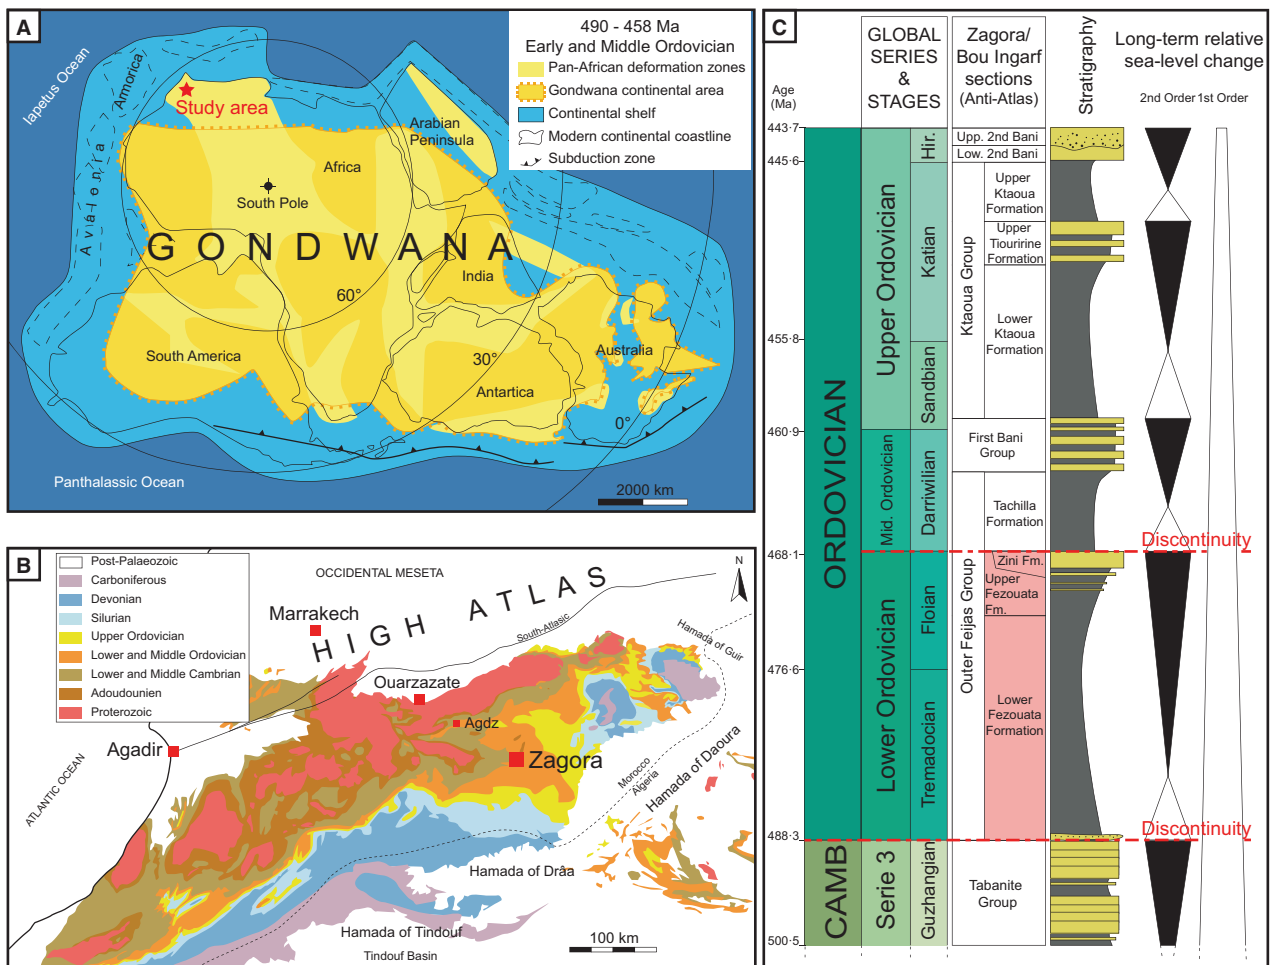 A
490 - 458 Ma
Early and Middle Ordovician
Pan-African deformation zones
Gondwana continental area
Continental shelf
Modern continental coastline
Subduction zone
Iapetus Ocean
Armorica
Avalonia
Study area
Arabian
Peninsula
Africa
South Pole
GONDWANA
India
60°
South America
30°
Australia
Antartica
0°
Panthalassic Ocean
2000 km
B
Post-Palaeozoic
Carboniferous
Devonian
Silurian
Upper Ordovician
Lower and Middle Ordovician
Lower and Middle Cambrian
Adoudounien
Proterozoic
OCCIDENTAL MESETA
N
Marrakech
HIGH ATLAS
South-Atlasic
Hamada of Guir
Ouarzazate
Agdz
Agadir
Zagora
ATLANTIC OCEAN
Morocco
Algeria
Hamada of Daoura
Hamada of Drâa
Hamada of Tindouf
Tindouf Basin
100 km
C
Age
(Ma)
GLOBAL
SERIES
&
STAGES
Zagora/
Bou Ingarf
sections
(Anti-Atlas)
Stratigraphy
Long-term relative
sea-level change
2nd Order 1st Order
443·7
445·6
455·8
460·9
468·1
476·6
488·3
500·5
ORDOVICIAN
CAMB
Upper Ordovician
Mid. Ordovician
Lower Ordovician
Serie 3
Hir.
Katian
Sandbian
Darriwilian
Floian
Tremadocian
Guzhangian
Upp. 2nd Bani
Low. 2nd Bani
Ktaoua Group
Upper
Ktaoua
Formation
Upper
Tiouririne
Formation
Lower
Ktaoua
Formation
First Bani
Group
Tachilla
Formation
Discontinuity
Outer Feijas Group
Zini Fm.
Upper
Fezouata
Fm.
Lower
Fezouata
Formation
Discontinuity
Tabanite
Group